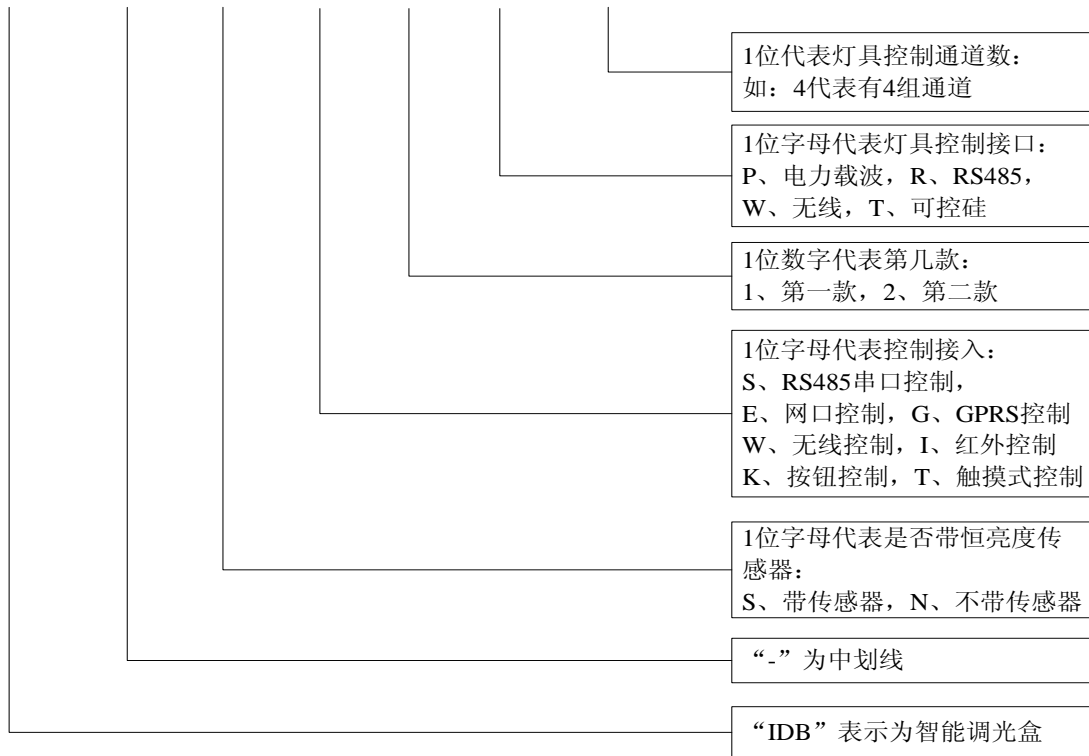 1位代表灯具控制通道数：
如：4代表有4组通道
1位字母代表灯具控制接口：
P、电力载波，R、RS485，
W、无线，T、可控硅
1位数字代表第几款：
1、第一款，2、第二款
1位字母代表控制接入：
S、RS485串口控制，
E、网口控制，G、GPRS控制
W、无线控制，I、红外控制
K、按钮控制，T、触摸式控制
1位字母代表是否带恒亮度传
感器：
S、带传感器，N、不带传感器
“-”为中划线
“IDB”表示为智能调光盒